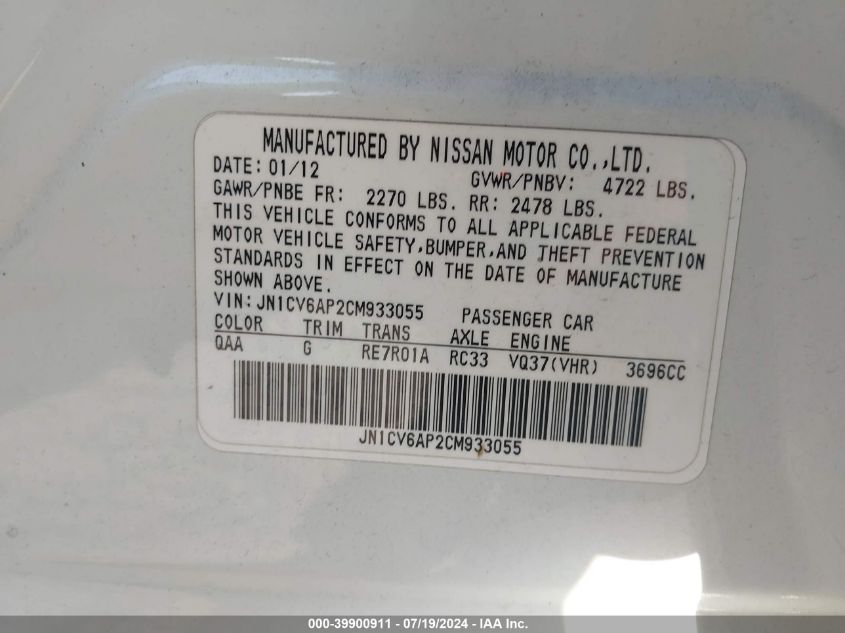 MANUFACTURED BY NISSAN MOTOR CO.,LTD.
DATE: 01/12 GVWR/PNBV: 4722 LBS.
GAWR/PNBE FR: 2270 LBS. RR: 2478 LBS.
THIS VEHICLE CONFORMS TO ALL APPLICABLE FEDERAL
MOTOR VEHICLE SAFETY,BUMPER,AND THEFT PREVENTION
STANDARDS IN EFFECT ON THE DATE OF MANUFACTURE
SHOWN ABOVE.
VIN: JN1CV6AP2CM933055 PASSENGER CAR
COLOR TRIM TRANS AXLE ENGINE
QAA G RE7R01A RC33 VQ37(VHR) 3696CC
JN1CV6AP2CM933055
000-39900911 - 07/19/2024 - IAA Inc.